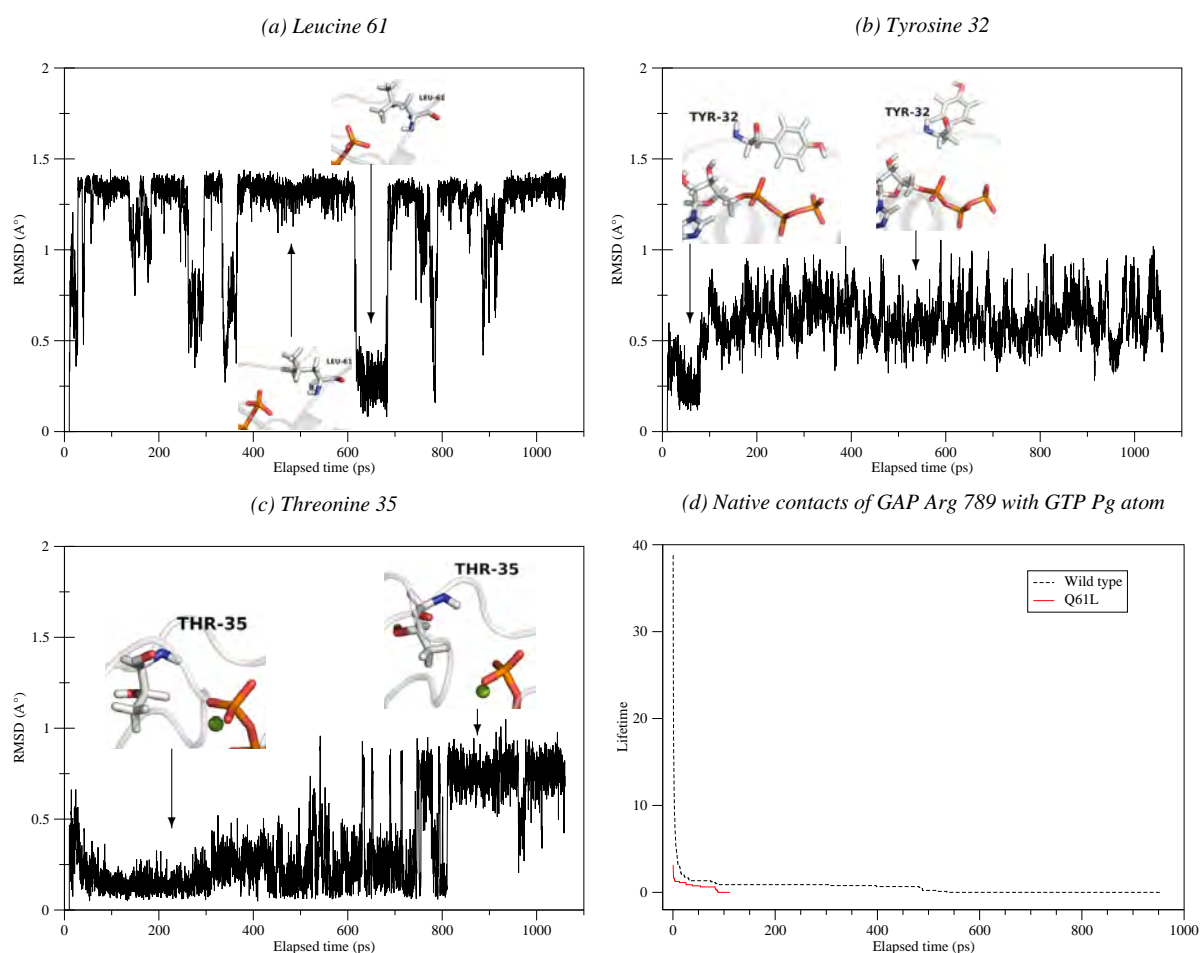 (a) Leucine 61
2
1.5
1
0.5
0
RMSD (A°)
0 200 400 600 800 1000
Elapsed time (ps)
LEU-61
LEU-61
(b) Tyrosine 32
2
1.5
1
0.5
0
RMSD (A°)
0 200 400 600 800 1000
Elapsed time (ps)
TYR-32
TYR-32
(c) Threonine 35
2
1.5
1
0.5
0
RMSD (A°)
0 200 400 600 800 1000
Elapsed time (ps)
THR-35
THR-35
(d) Native contacts of GAP Arg 789 with GTP Pg atom
40
30
20
10
0
Lifetime
0 200 400 600 800 1000
Elapsed time (ps)
Wild type
Q61L